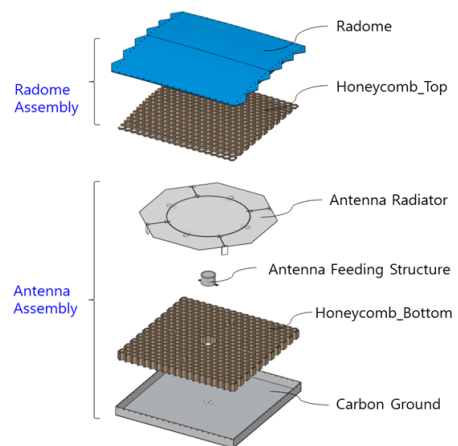 Radome
Honeycomb_Top
Radome
Assembly
Antenna Radiator
Antenna Feeding Structure
Antenna
Assembly
Honeycomb_Bottom
Carbon Ground